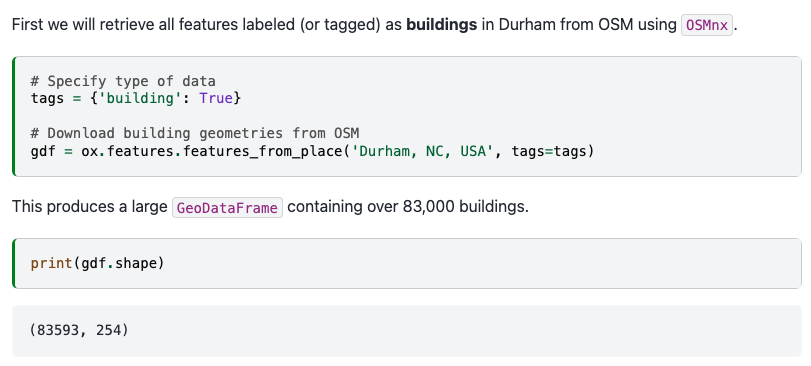 First we will retrieve all features labeled (or tagged) as buildings in Durham from OSM using OSMnx.
# Specify type of data
tags = {'building': True}
# Download building geometries from OSM
gdf = ox.features.features_from_place('Durham, NC, USA', tags=tags)
This produces a large GeoDataFrame containing over 83,000 buildings.
print(gdf.shape)
(83593, 254)